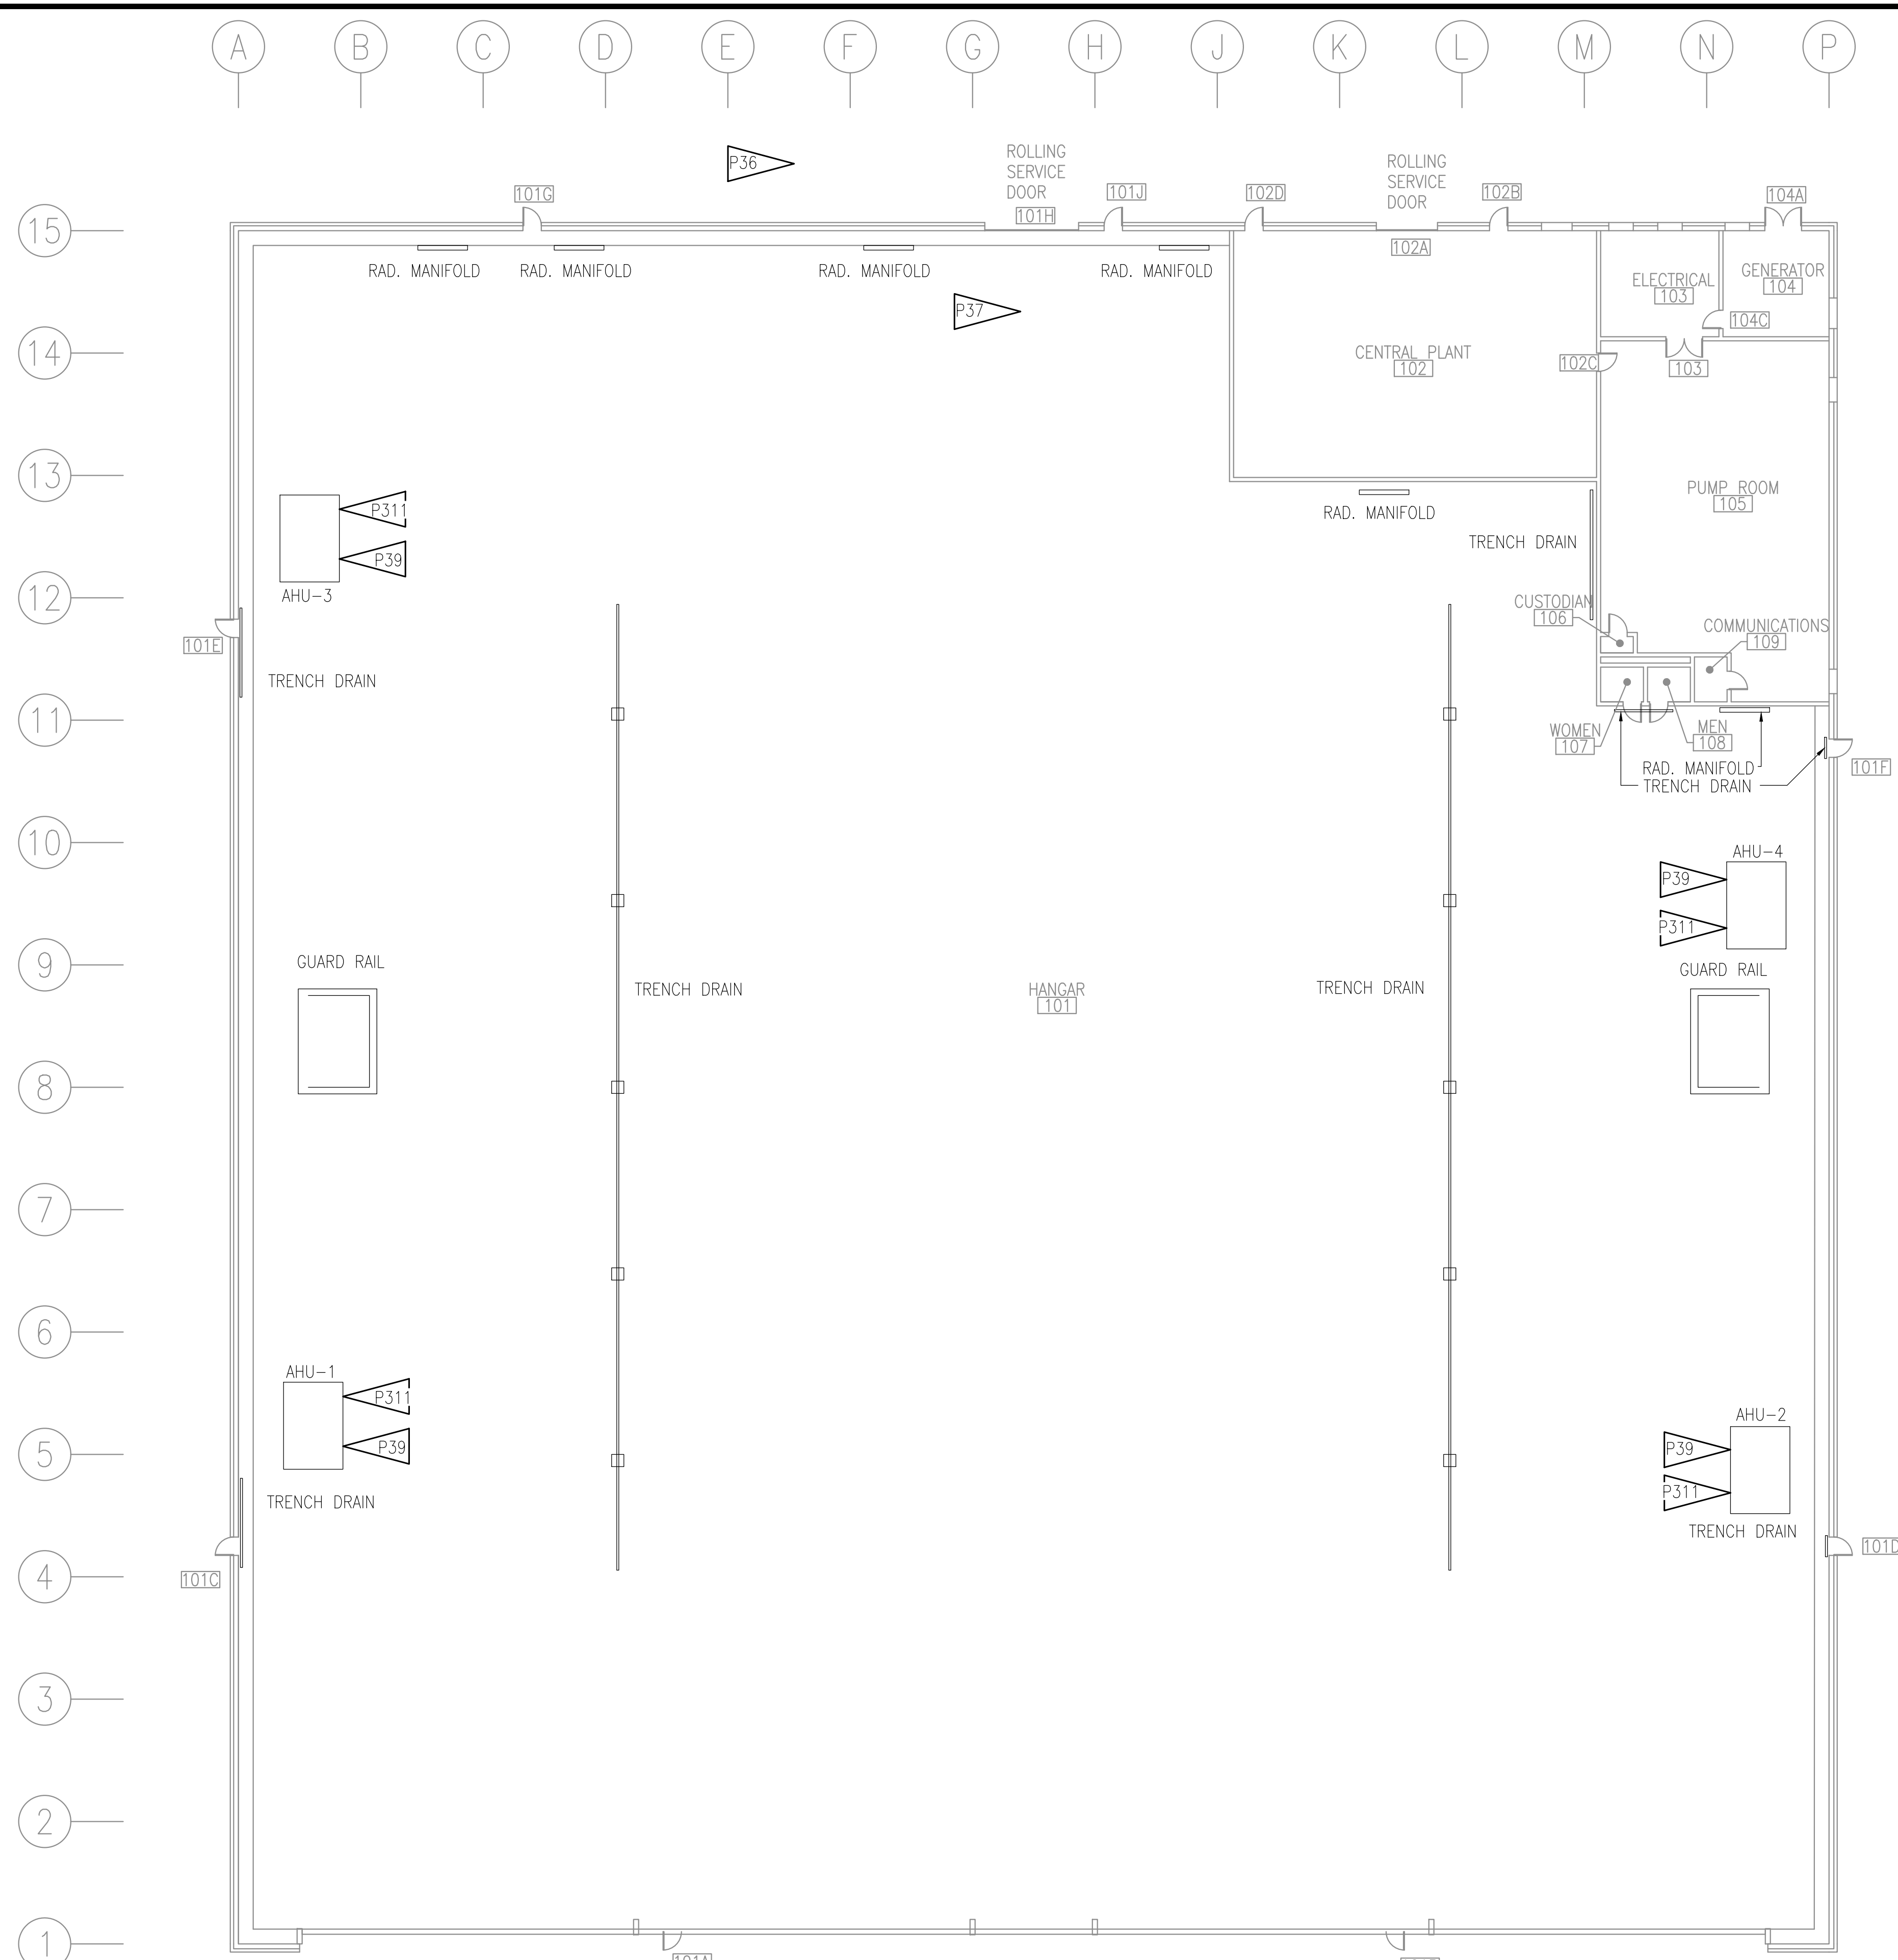 A B C D E F G H J K L M N P
P36
ROLLING
SERVICE
DOOR
101H
ROLLING
SERVICE
DOOR
101G
101J
102D
102B
104A
15
102A
RAD. MANIFOLD
RAD. MANIFOLD
RAD. MANIFOLD
RAD. MANIFOLD
ELECTRICAL
103
GENERATOR
104
P37
104C
14
CENTRAL PLANT
102
102C
103
13
PUMP ROOM
105
P311
RAD. MANIFOLD
TRENCH DRAIN
P39
AHU-3
12
CUSTODIAN
106
COMMUNICATIONS
109
101E
TRENCH DRAIN
11
WOMEN
107
MEN
108
RAD. MANIFOLD
TRENCH DRAIN
101F
10
AHU-4
P39
P311
9
GUARD RAIL
GUARD RAIL
TRENCH DRAIN
HANGAR
101
TRENCH DRAIN
8
7
6
AHU-1
P311
P39
5
AHU-2
P39
P311
TRENCH DRAIN
TRENCH DRAIN
101D
4
101C
3
2
1
101A